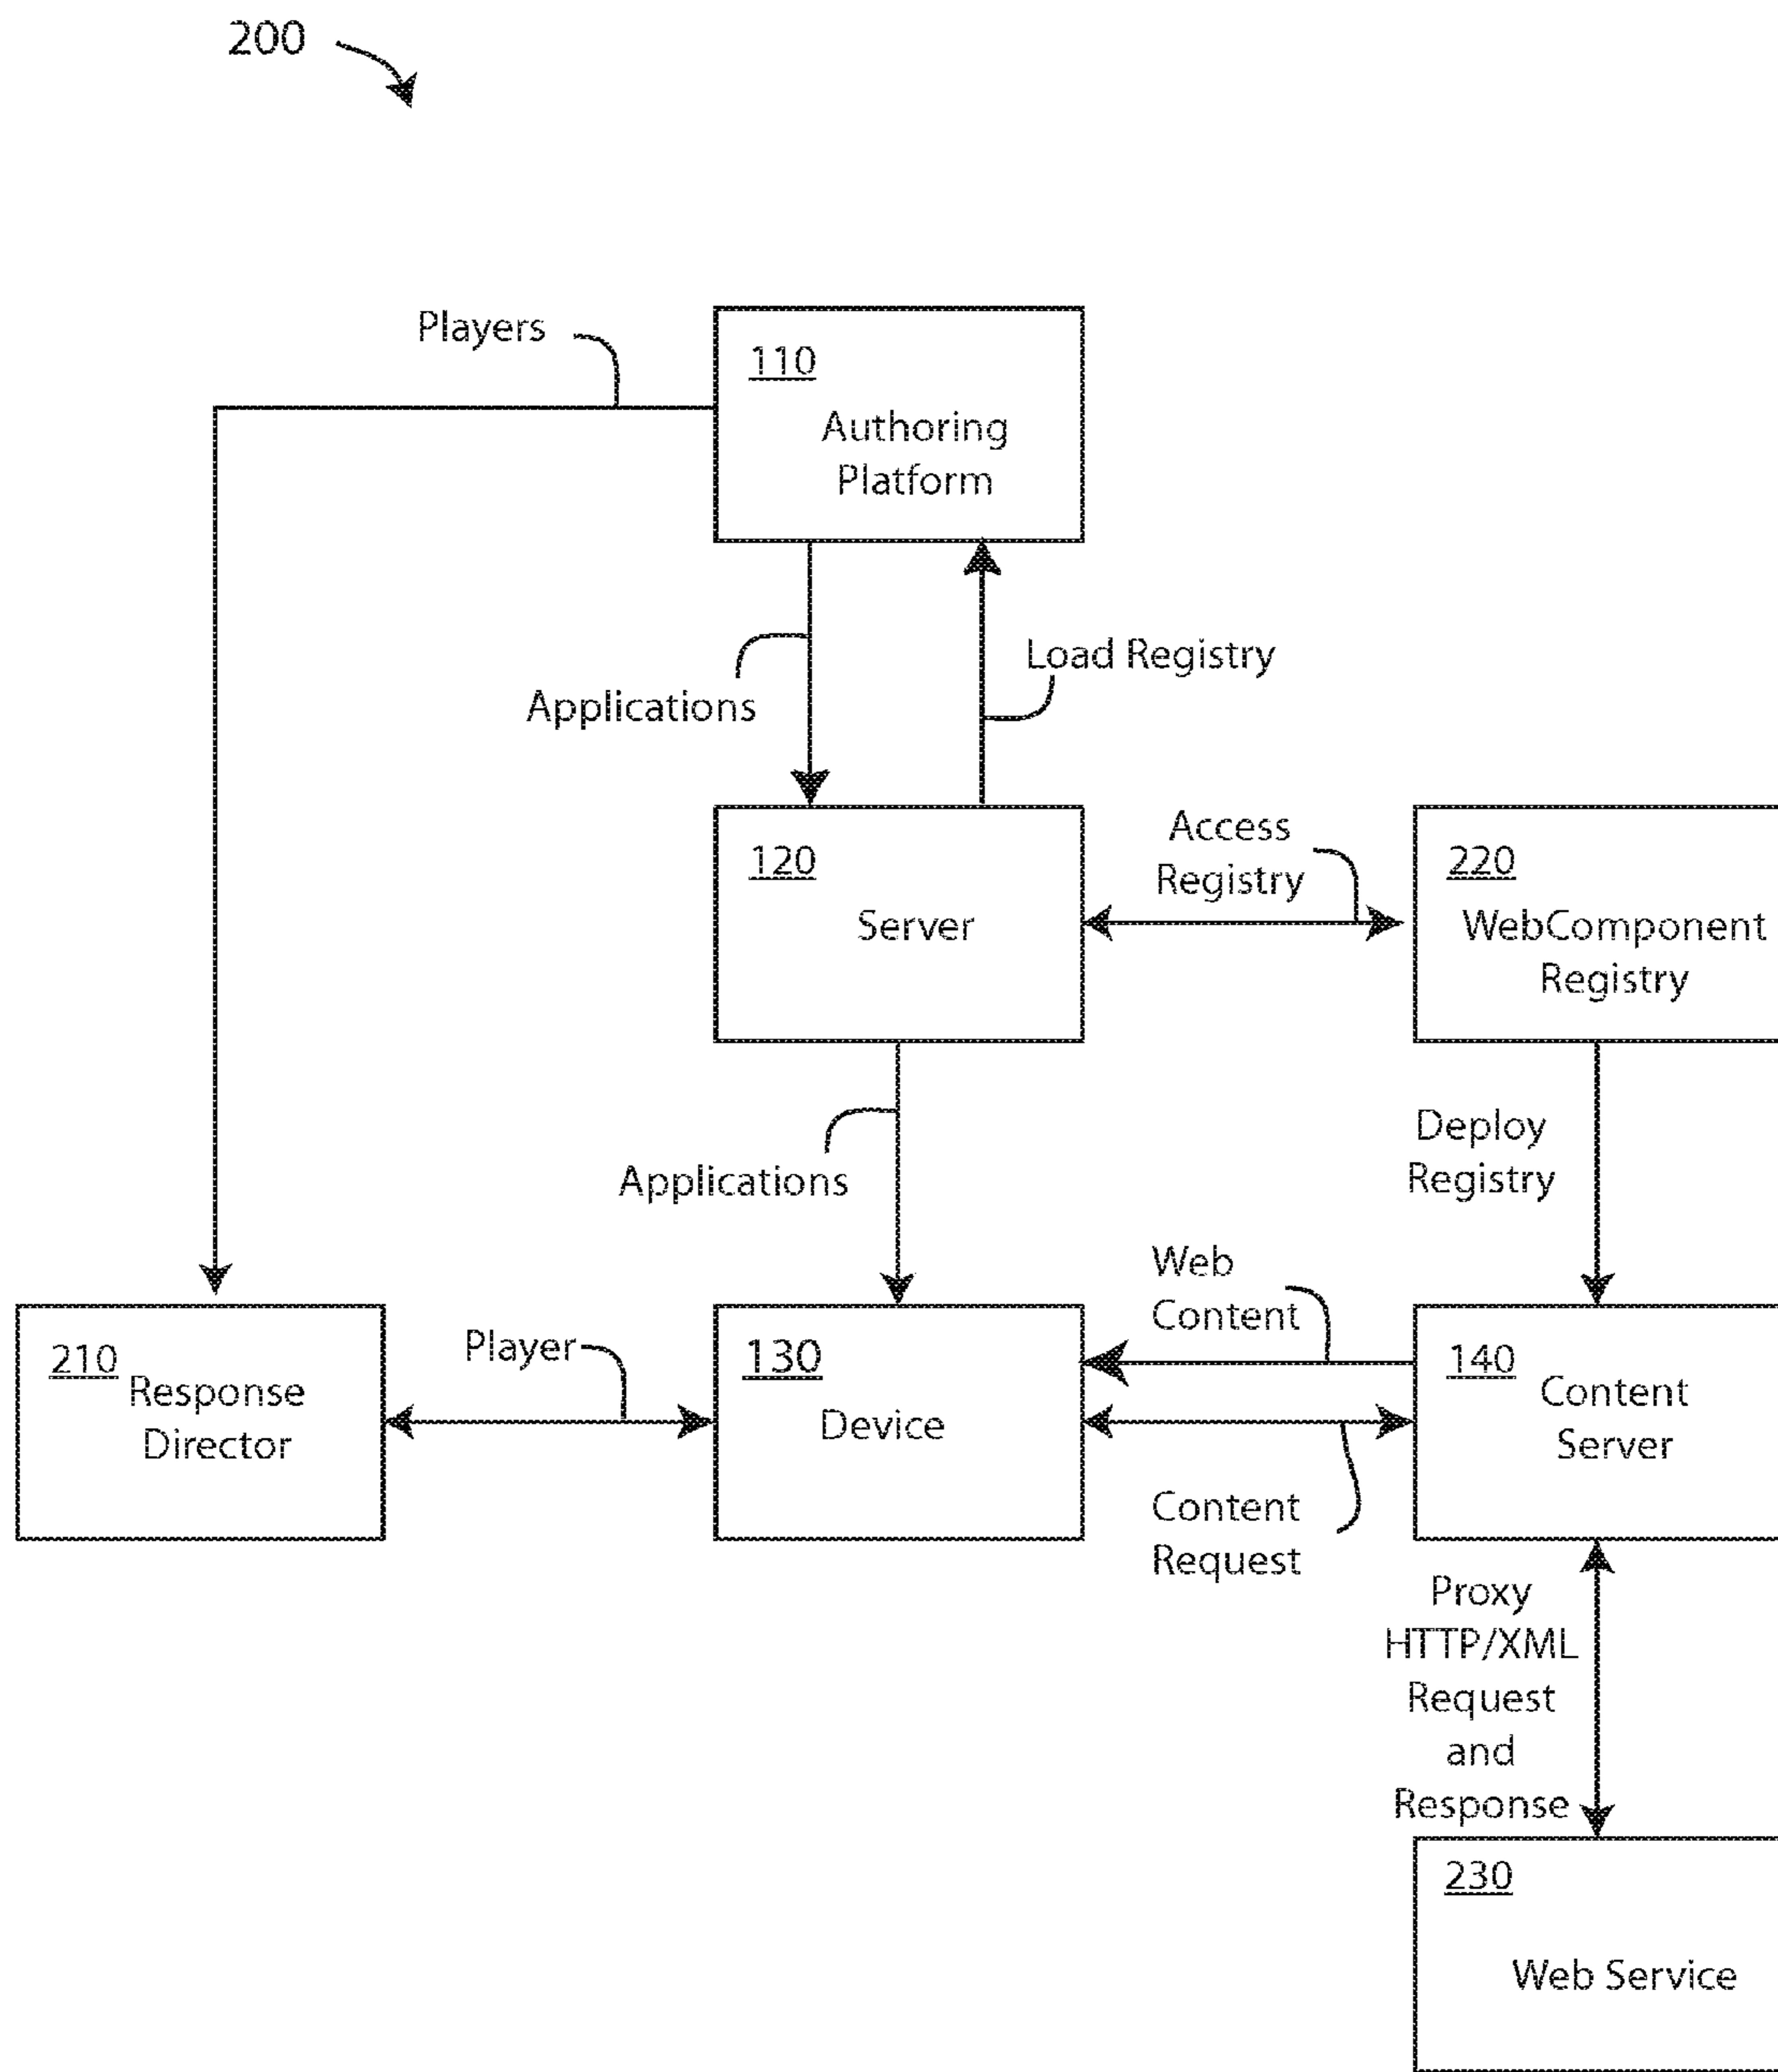 200
Players
110
Authoring
Platform
Applications
Load Registry
120
Server
Access
Registry
220
WebComponent
Registry
Applications
Deploy
Registry
210
Response
Director
Player
130
Device
Web
Content
Content
Request
140
Content
Server
Proxy
HTTP/XML
Request
and
Response
230
Web Service